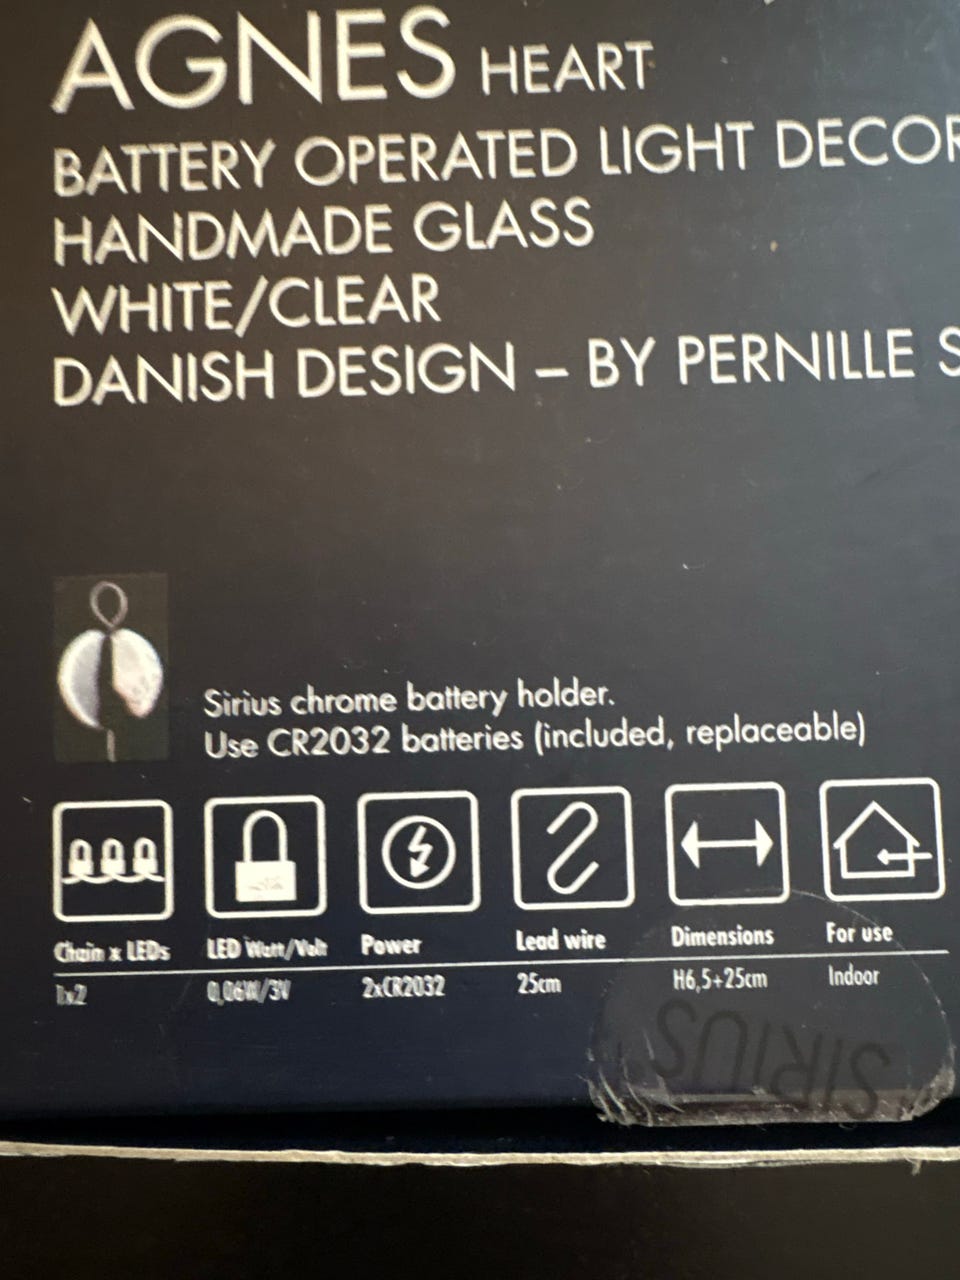 AGNES HEART
BATTERY OPERATED LIGHT DECOR
HANDMADE GLASS
WHITE/CLEAR
DANISH DESIGN – BY PERNILLE S
Sirius chrome battery holder.
Use CR2032 batteries (included, replaceable)
Chain x LEDs LED Watt/Volt Power Lead wire Dimensions For use
1x2 0,06W/3V 2xCR2032 25cm H6,5+25cm Indoor
SIRIUS